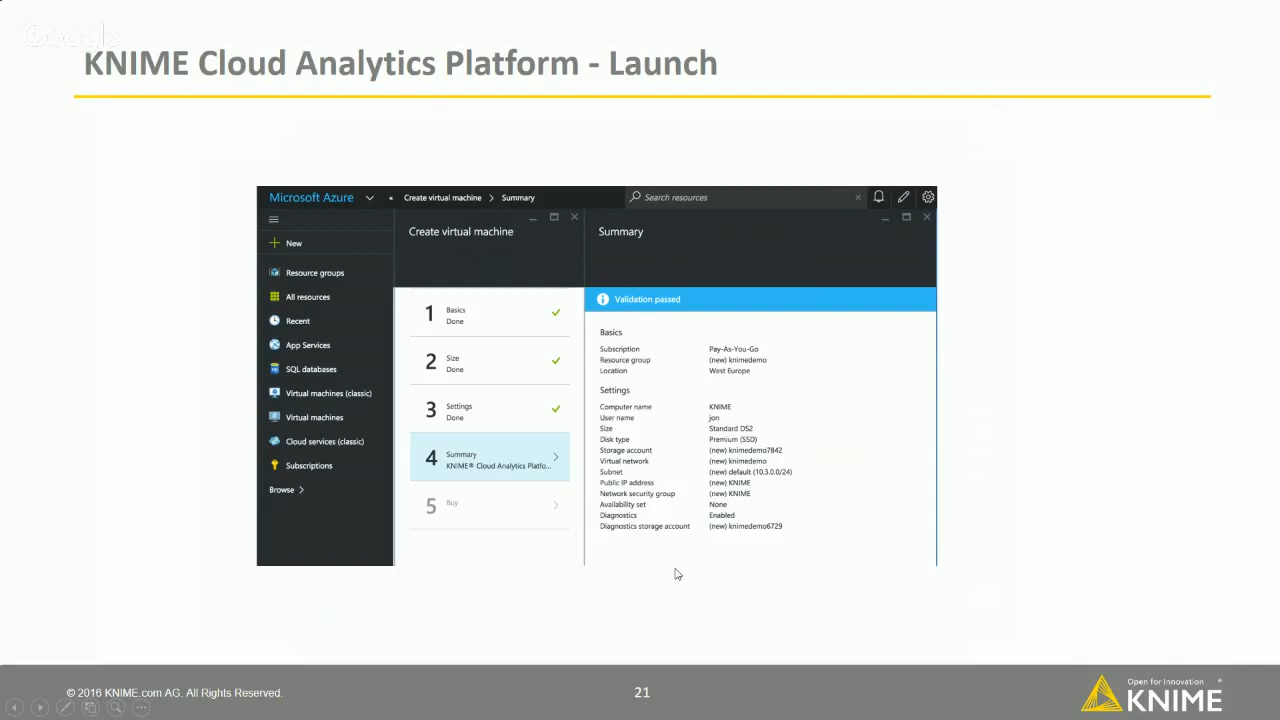 Google
KNIME Cloud Analytics Platform - Launch
Microsoft Azure
« Create virtual machine > Summary
Search resources
New
Resource groups
All resources
Recent
App Services
SQL databases
Virtual machines (classic)
Virtual machines
Cloud services (classic)
Subscriptions
Browse >
Create virtual machine
1 Basics
Done
2 Size
Done
3 Settings
Done
4 Summary
KNIME® Cloud Analytics Platfo...
5 Buy
Summary
Validation passed
Basics
Subscription Pay-As-You-Go
Resource group (new) knimedemo
Location West Europe
Settings
Computer name KNIME
User name jon
Size Standard DS2
Disk type Premium (SSD)
Storage account (new) knimedemo7842
Virtual network (new) knimedemo
Subnet (new) default (10.3.0.0/24)
Public IP address (new) KNIME
Network security group (new) KNIME
Availability set None
Diagnostics Enabled
Diagnostics storage account (new) knimedemo6729
© 2016 KNIME.com AG. All Rights Reserved.
21
Open for Innovation ®
KNIME